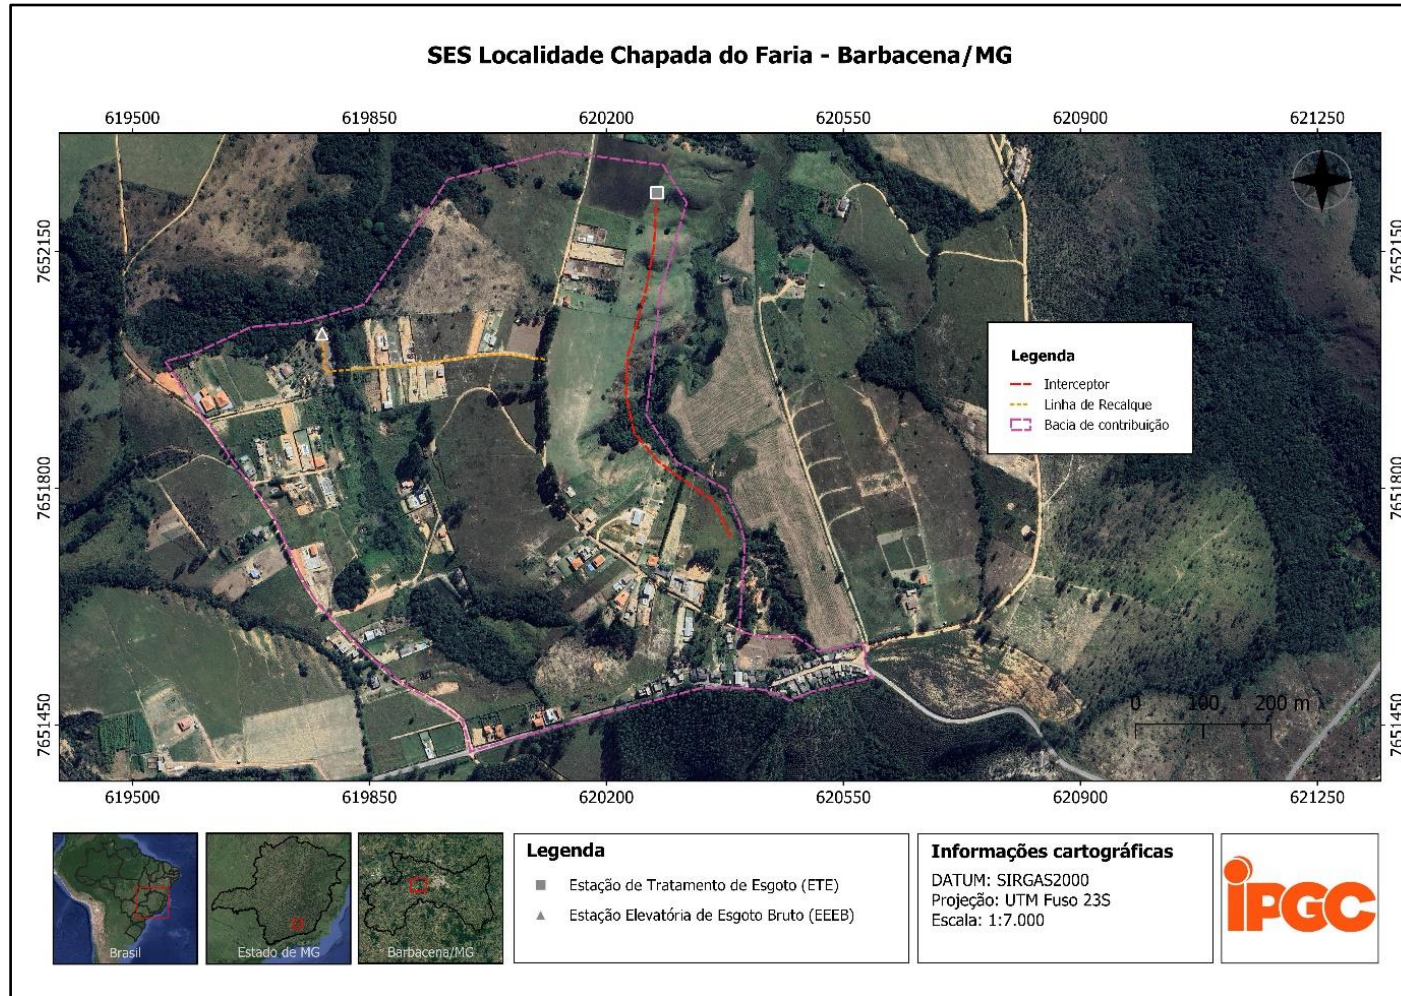 SES Localidade Chapada do Faria - Barbacena/MG
619500 619850 620200 620550 620900 621250
7652150 7652150
Legenda
Interceptor
Linha de Recalque
Bacia de contribuição
7651800 7651800
7651450 7651450
0 100 200 m
619500 619850 620200 620550 620900 621250
Brasil
Estado de MG
Barbacena/MG
Legenda
Estação de Tratamento de Esgoto (ETE)
Estação Elevatória de Esgoto Bruto (EEEB)
Informações cartográficas
DATUM: SIRGAS2000
Projeção: UTM Fuso 23S
Escala: 1:7.000
iPGC